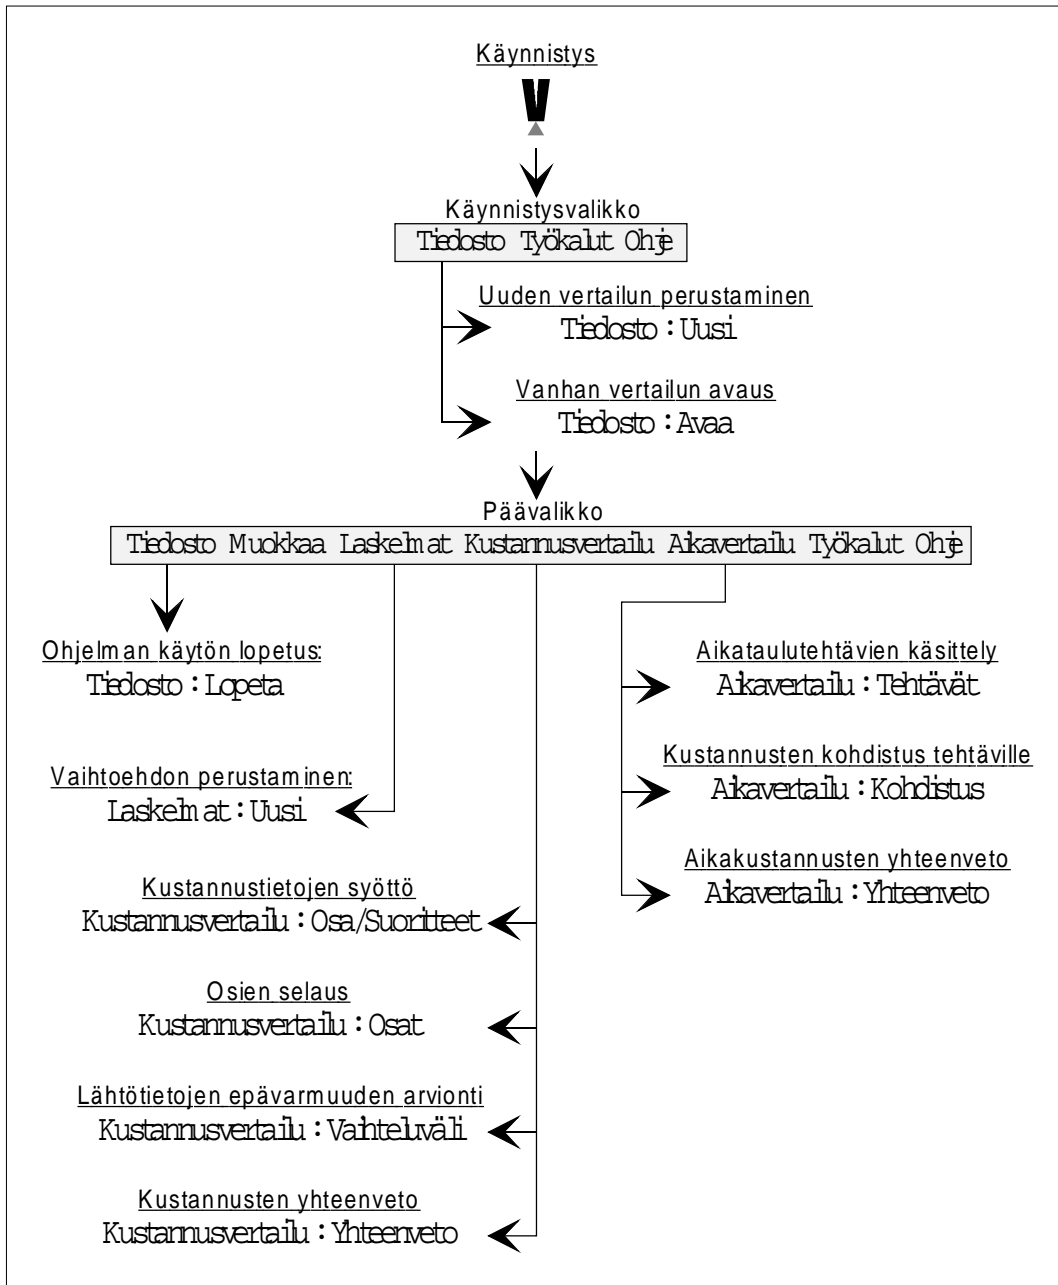 Käynnistys
Käynnistysvalikko
Tiedosto Työkalut Ohje
Uuden vertailun perustaminen
Tiedosto : Uusi
Vanhan vertailun avaus
Tiedosto : Avaa
Päävalikko
Tiedosto Muokkaa Laskelmat Kustannusvertailu Aikavertailu Työkalut Ohje
Ohjelman käytön lopetus:
Tiedosto : Lopeta
Vaihtoehdon perustaminen:
Laskelmat : Uusi
Kustannustietojen syöttö
Kustannusvertailu : Osa/Suoritteet
Osien selaus
Kustannusvertailu : Osat
Lähtötietojen epävarmuuden arvionti
Kustannusvertailu : Vaihteluväli
Kustannusten yhteenveto
Kustannusvertailu : Yhteenveto
Aikataulutehtävien käsittely
Aikavertailu : Tehtävät
Kustannusten kohdistus tehtäville
Aikavertailu : Kohdistus
Aikakustannusten yhteenveto
Aikavertailu : Yhteenveto